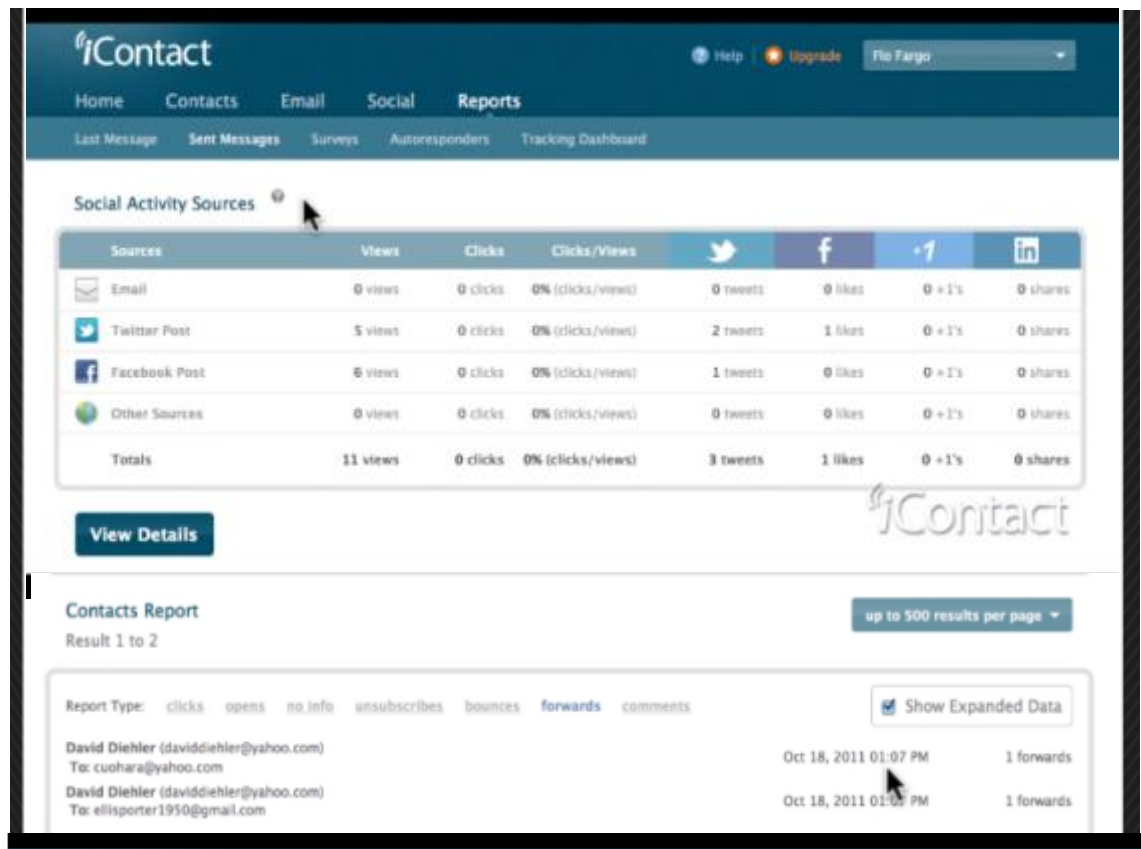 iContact
Help | Upgrade Flo Fargo
Home Contacts Email Social Reports
Last Message Sent Messages Surveys Autoresponders Tracking Dashboard
Social Activity Sources ?
Sources Views Clicks Clicks/Views f +1 in
Email 0 views 0 clicks 0% (clicks/views) 0 tweets 0 likes 0 +1's 0 shares
Twitter Post 5 views 0 clicks 0% (clicks/views) 2 tweets 1 likes 0 +1's 0 shares
f Facebook Post 6 views 0 clicks 0% (clicks/views) 1 tweets 0 likes 0 +1's 0 shares
Other Sources 0 views 0 clicks 0% (clicks/views) 0 tweets 0 likes 0 +1's 0 shares
Totals 11 views 0 clicks 0% (clicks/views) 3 tweets 1 likes 0 +1's 0 shares
iContact
View Details
Contacts Report
up to 500 results per page
Result 1 to 2
Report Type: clicks opens no info unsubscribes bounces forwards comments Show Expanded Data
David Diehler (daviddiehler@yahoo.com)
To: cuohara@yahoo.com
Oct 18, 2011 01:07 PM 1 forwards
David Diehler (daviddiehler@yahoo.com)
To: ellisporter1950@gmail.com
Oct 18, 2011 PM 1 forwards